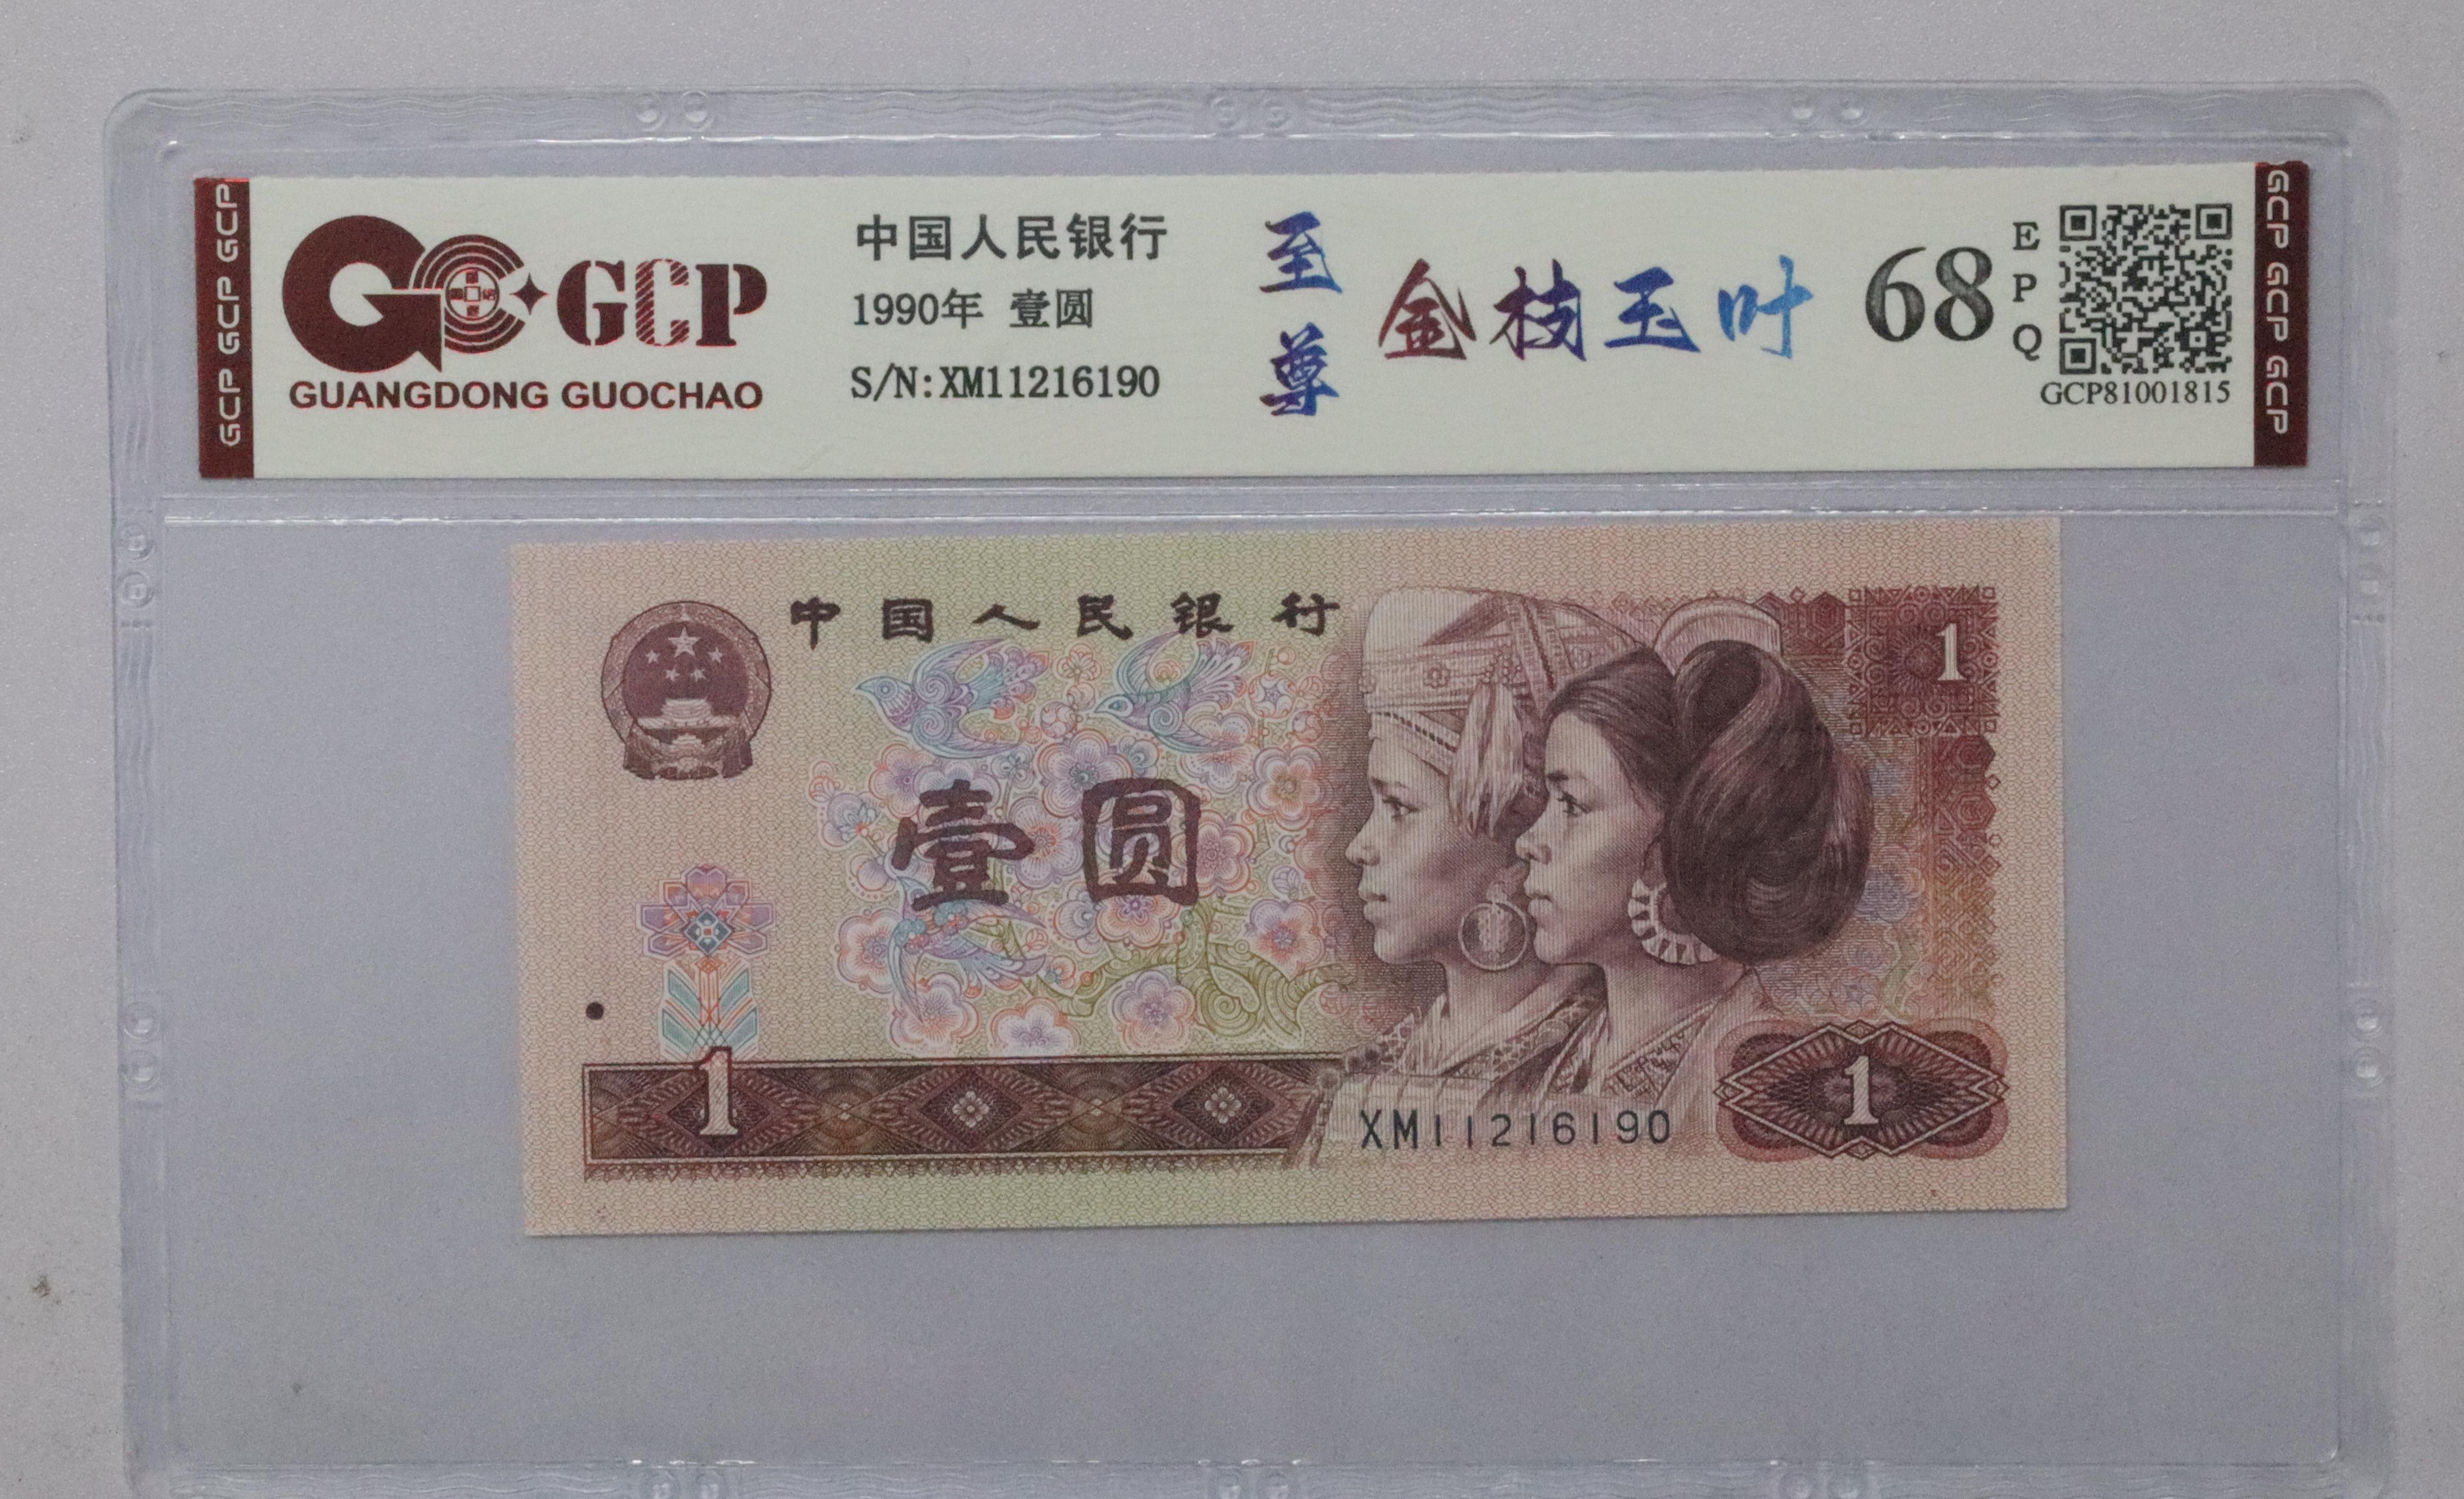 GCP GCP GCP
GCP
GUANGDONG GUOCHAO
中国人民银行
1990年 壹圆
S/N:XM11216190
至尊
金枝玉叶
68
EPQ
GCP81001815
GCP GCP GCP
中国人民银行
1
壹圆
1
XM11216190
1